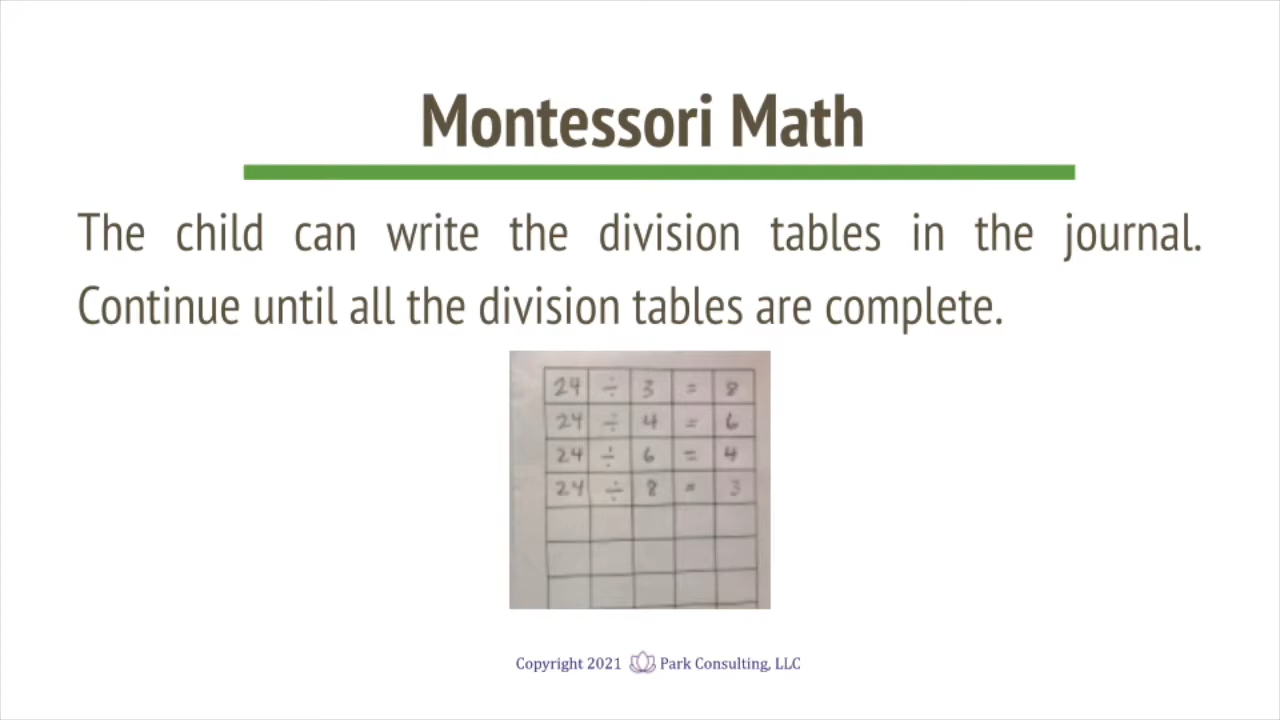 Montessori Math
The child can write the division tables in the journal.
Continue until all the division tables are complete.
24 ÷ 3 = 8
24 ÷ 4 = 6
24 ÷ 6 = 4
24 ÷ 8 = 3
Copyright 2021 Park Consulting, LLC